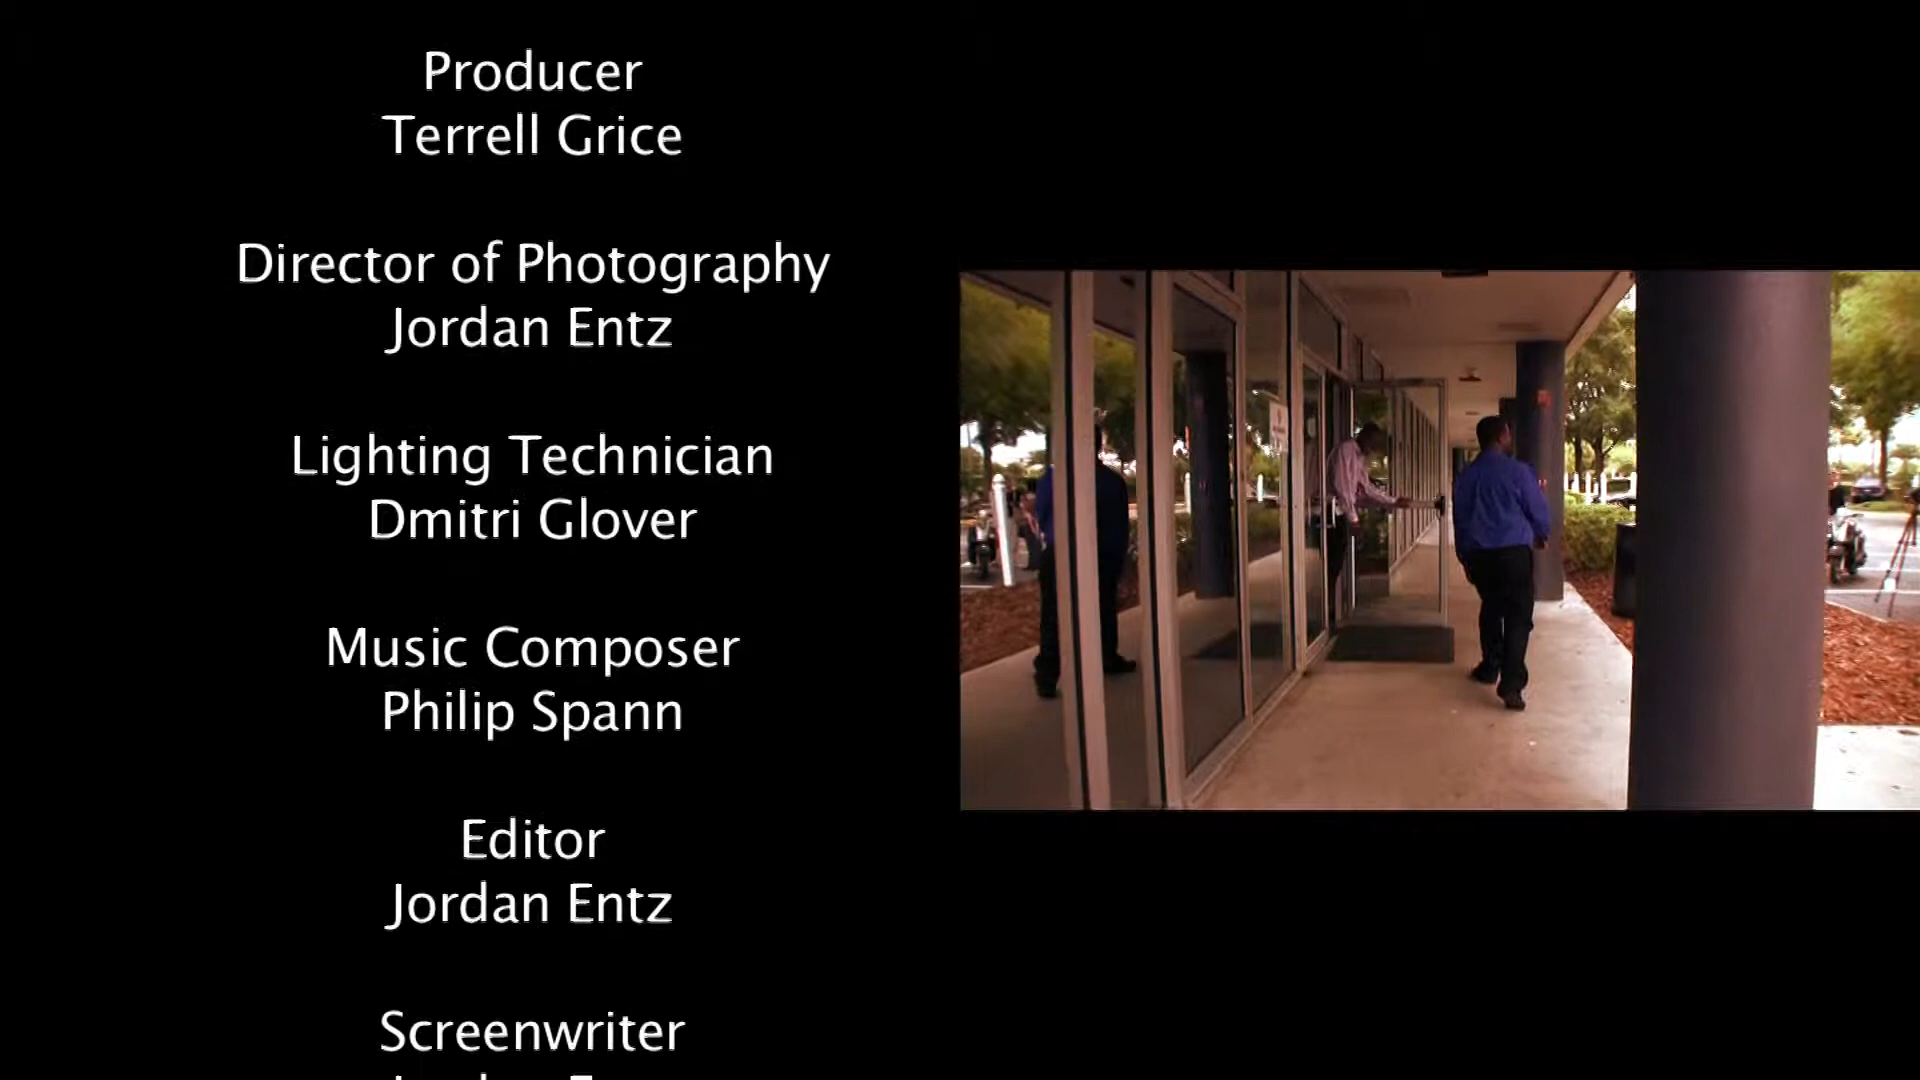 Producer
Terrell Grice
Director of Photography
Jordan Entz
Lighting Technician
Dmitri Glover
Music Composer
Philip Spann
Editor
Jordan Entz
Screenwriter